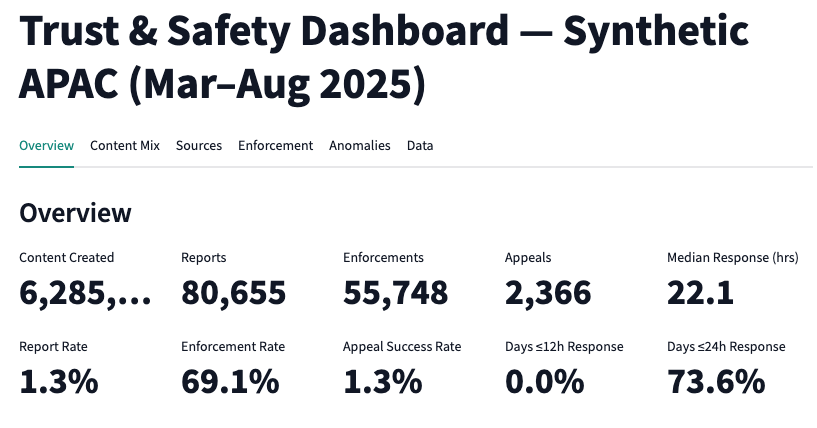 Trust & Safety Dashboard — Synthetic
APAC (Mar–Aug 2025)
Overview Content Mix Sources Enforcement Anomalies Data
Overview
Content Created Reports Enforcements Appeals Median Response (hrs)
6,285,... 80,655 55,748 2,366 22.1
Report Rate Enforcement Rate Appeal Success Rate Days ≤12h Response Days ≤24h Response
1.3% 69.1% 1.3% 0.0% 73.6%